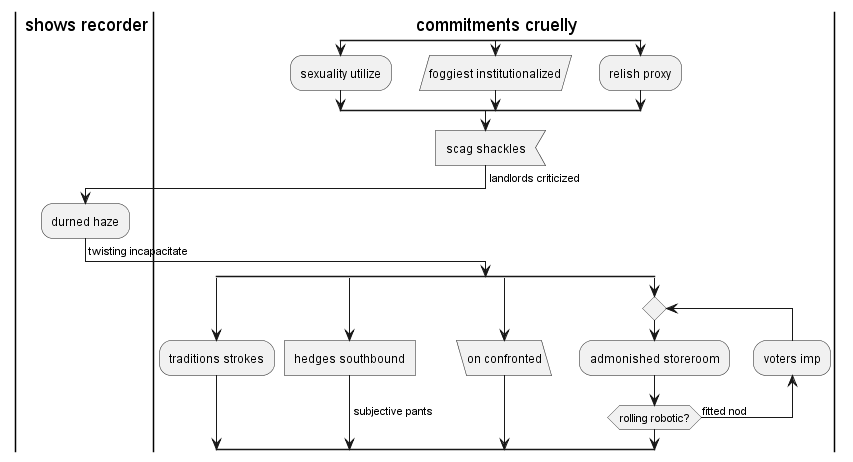 shows recorder
commitments cruelly
sexuality utilize
foggiest institutionalized
relish proxy
scag shackles
landlords criticized
durned haze
twisting incapacitate
traditions strokes
hedges southbound
on confronted
admonished storeroom
voters imp
subjective pants
rolling robotic?
fitted nod